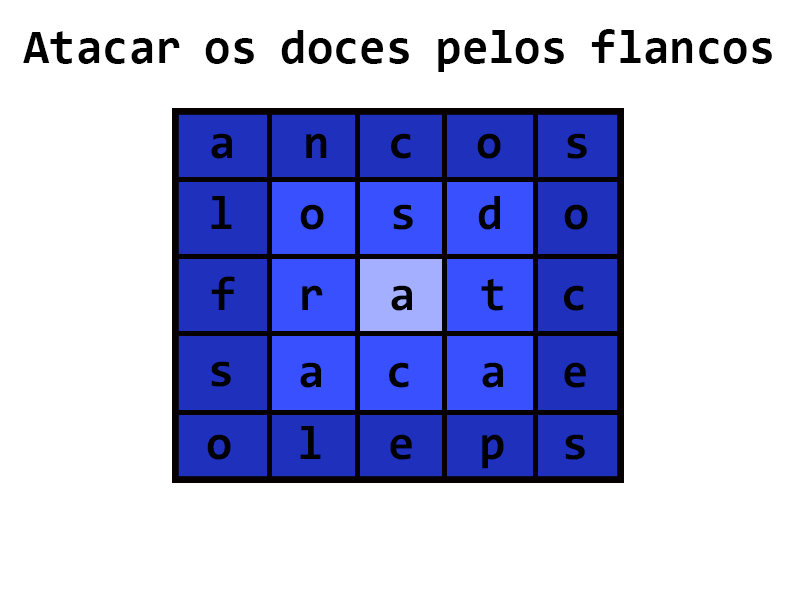 Atacar os doces pelos flancos
a n c o s
l o s d o
f r a t c
s a c a e
o l e p s